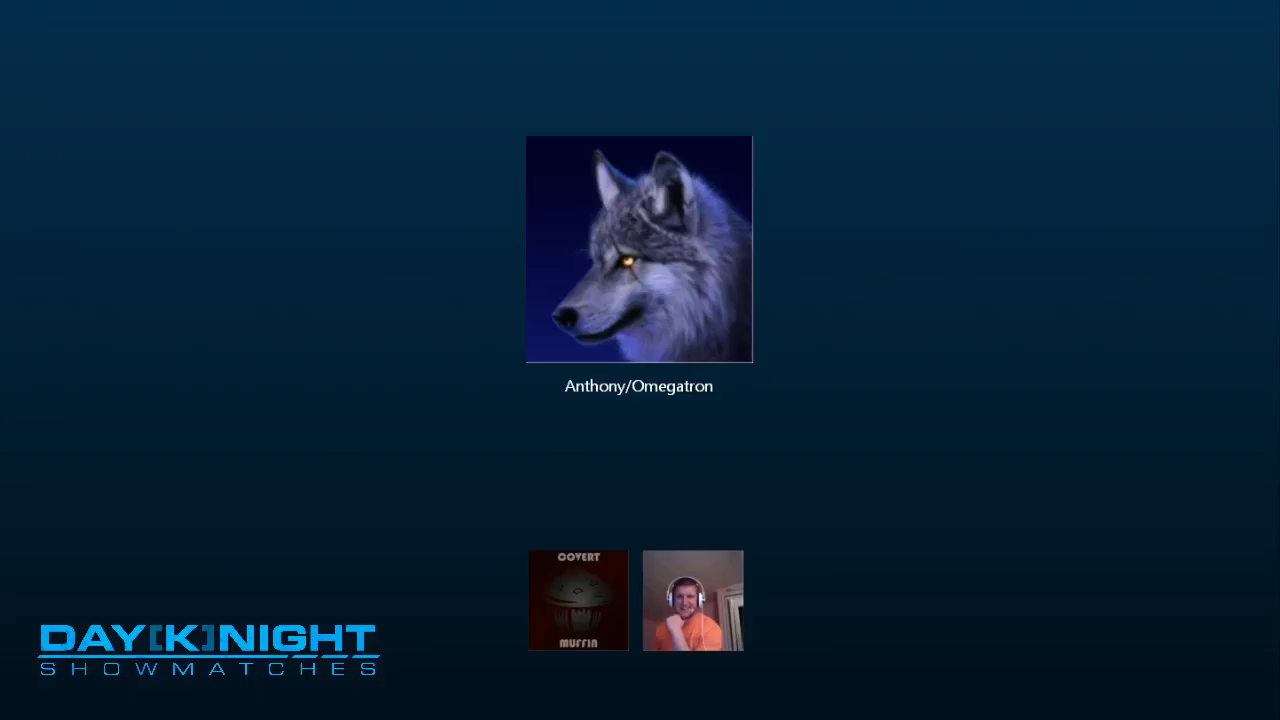 Anthony/Omegatron
COVERT
MUFFIN
DAY[K]NIGHT
SHOWMATCHES